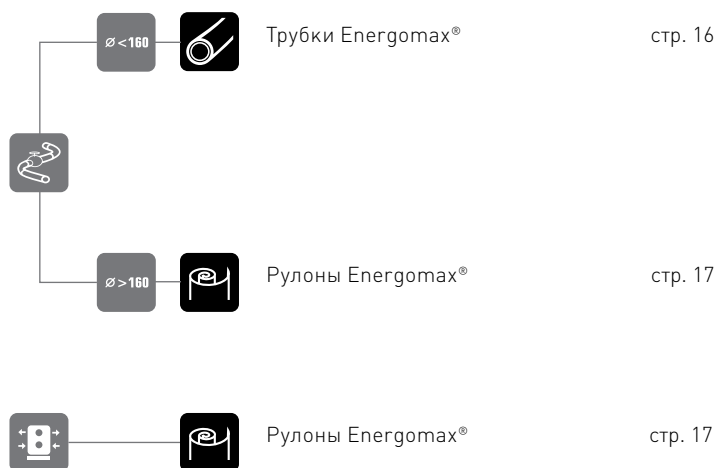 ø<160 Трубки Energomax® стр. 16
ø>160 Рулоны Energomax® стр. 17
Рулоны Energomax® стр. 17